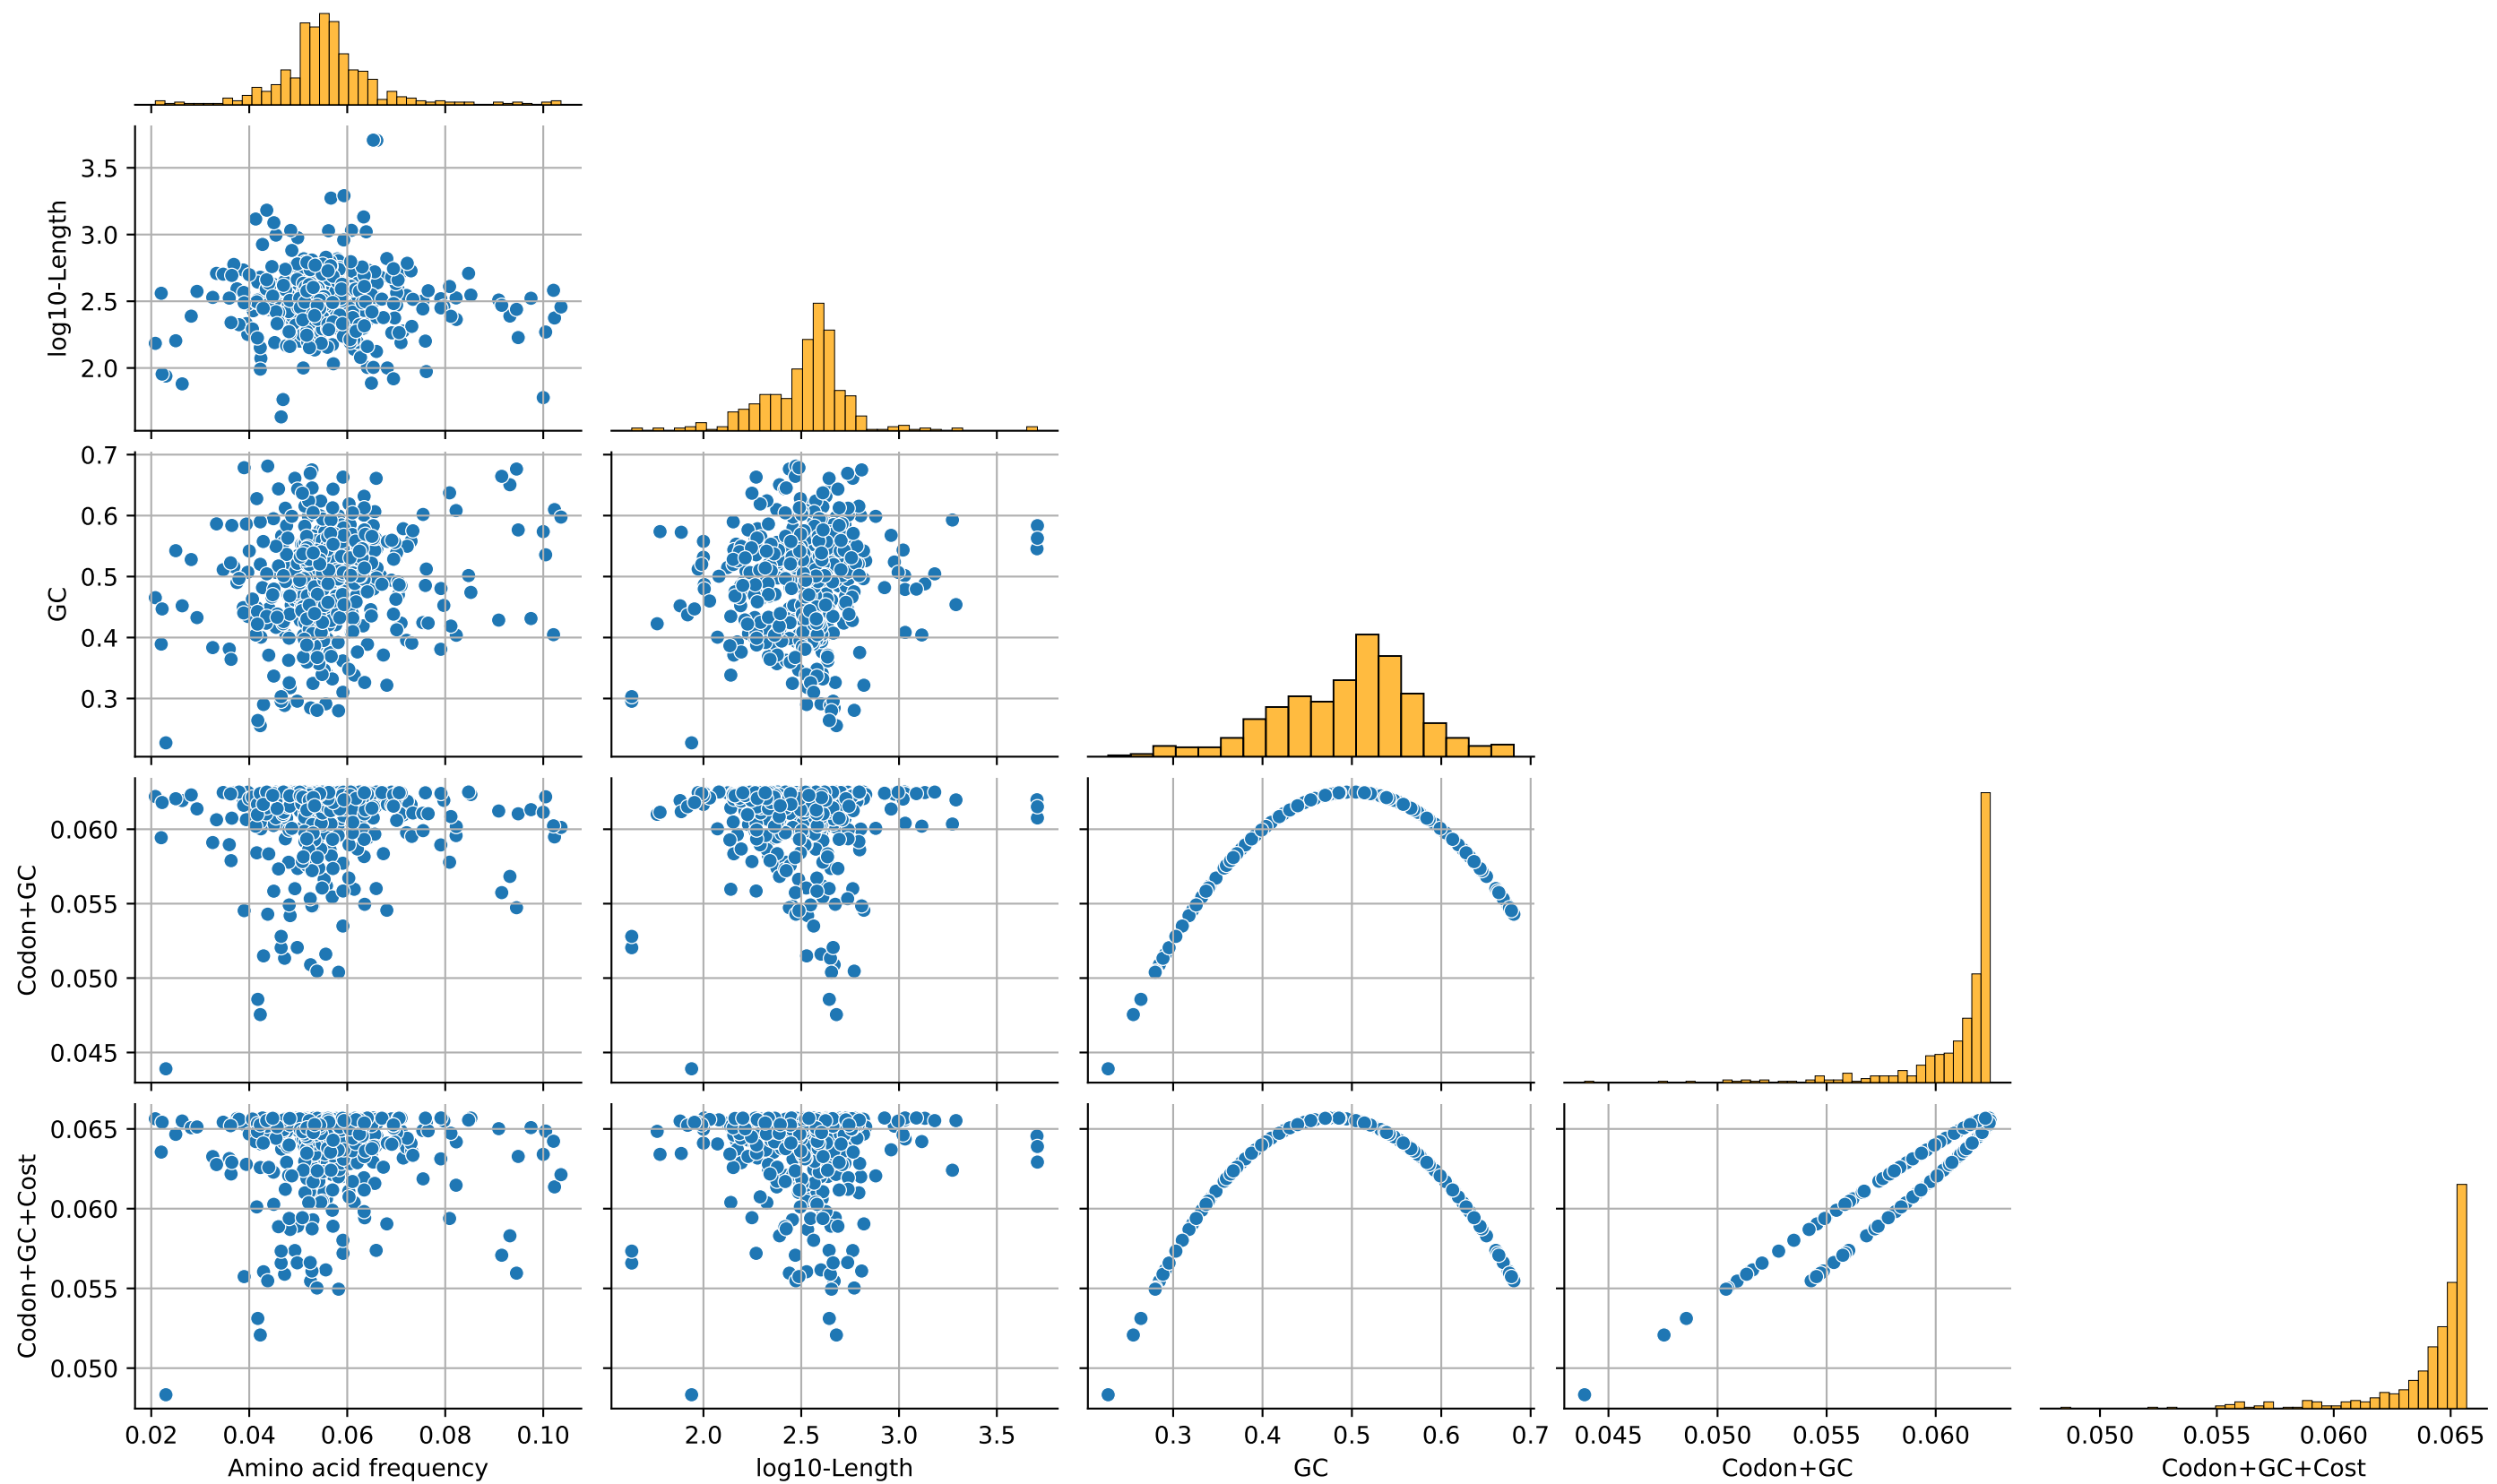 3.5
3.0
2.5
2.0
log10-Length
0.7
0.6
0.5
0.4
0.3
GC
0.060
0.055
0.050
0.045
Codon+GC
0.065
0.060
0.055
0.050
Codon+GC+Cost
0.02 0.04 0.06 0.08 0.10
Amino acid frequency
2.0 2.5 3.0 3.5
log10-Length
0.3 0.4 0.5 0.6 0.7
GC
0.045 0.050 0.055 0.060
Codon+GC
0.050 0.055 0.060 0.065
Codon+GC+Cost